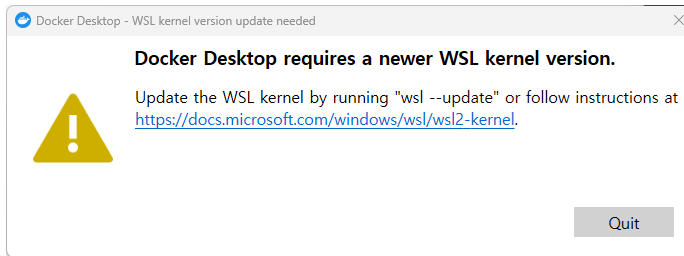 Docker Desktop - WSL kernel version update needed
Docker Desktop requires a newer WSL kernel version.
Update the WSL kernel by running "wsl --update" or follow instructions at
https://docs.microsoft.com/windows/wsl/wsl2-kernel.
Quit